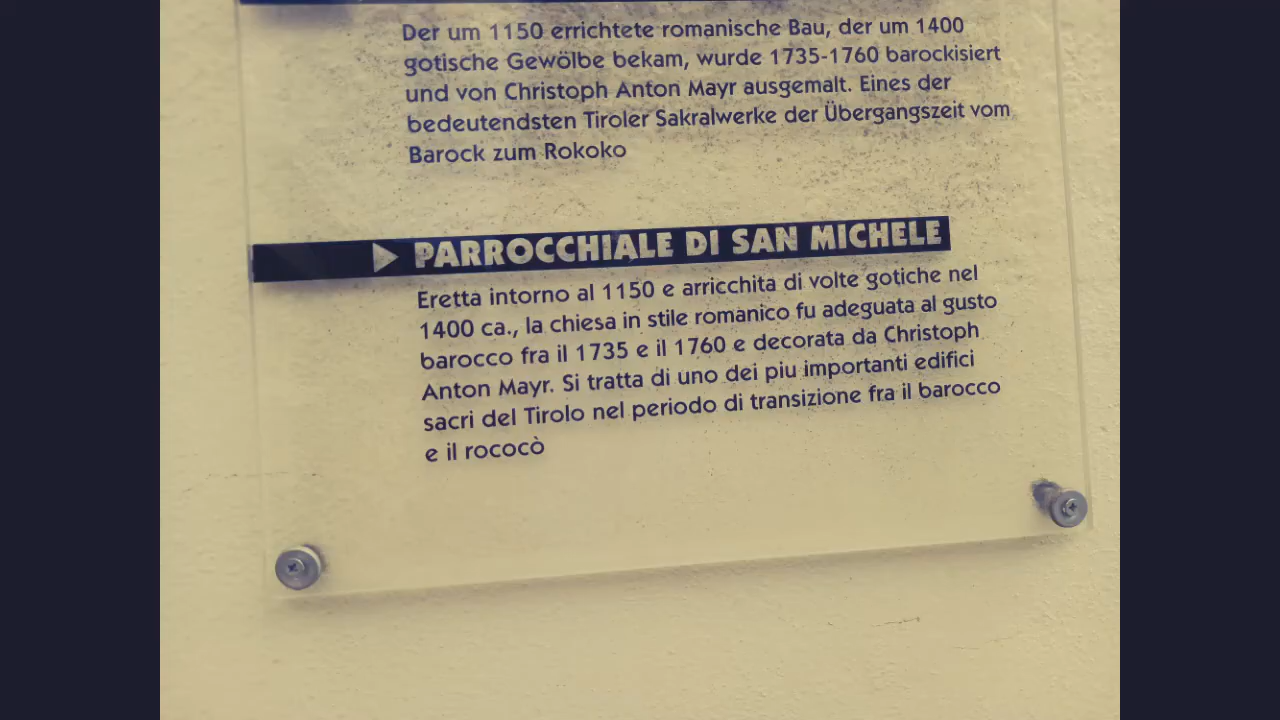 Der um 1150 errichtete romanische Bau, der um 1400
gotische Gewölbe bekam, wurde 1735-1760 barockisiert
und von Christoph Anton Mayr ausgemalt. Eines der
bedeutendsten Tiroler Sakralwerke der Übergangszeit vom
Barock zum Rokoko
PARROCCHIALE DI SAN MICHELE
Eretta intorno al 1150 e arricchita di volte gotiche nel
1400 ca., la chiesa in stile romanico fu adeguata al gusto
barocco fra il 1735 e il 1760 e decorata da Christoph
Anton Mayr. Si tratta di uno dei piu importanti edifici
sacri del Tirolo nel periodo di transizione fra il barocco
e il rococò